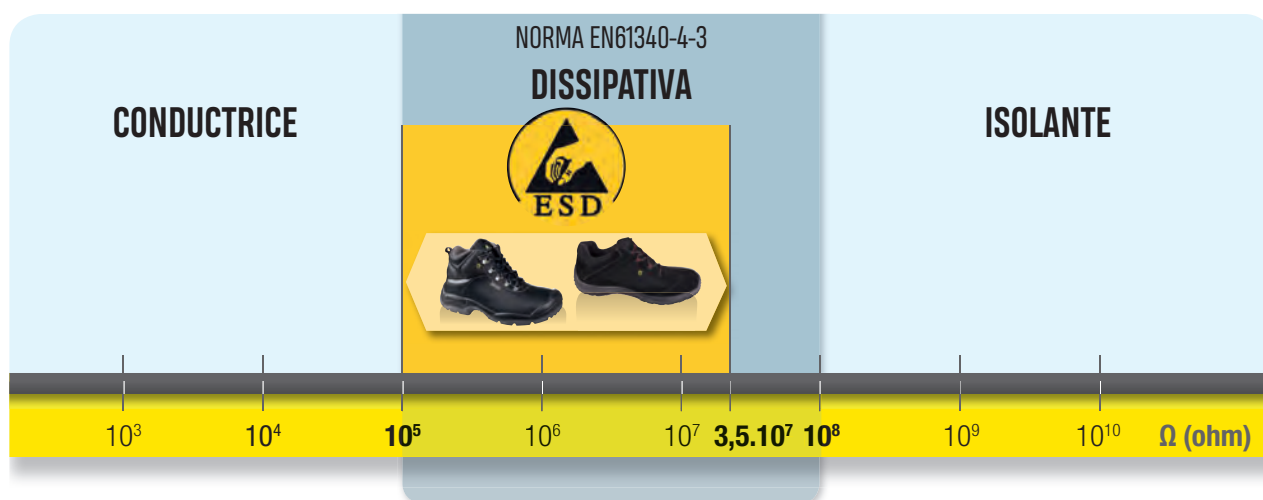 NORMA EN61340-4-3
DISSIPATIVA
CONDUCTRICE
ISOLANTE
ESD
10³ 10⁴ 10⁵ 10⁶ 10⁷ 3,5.10⁷ 10⁸ 10⁹ 10¹⁰ Ω (ohm)